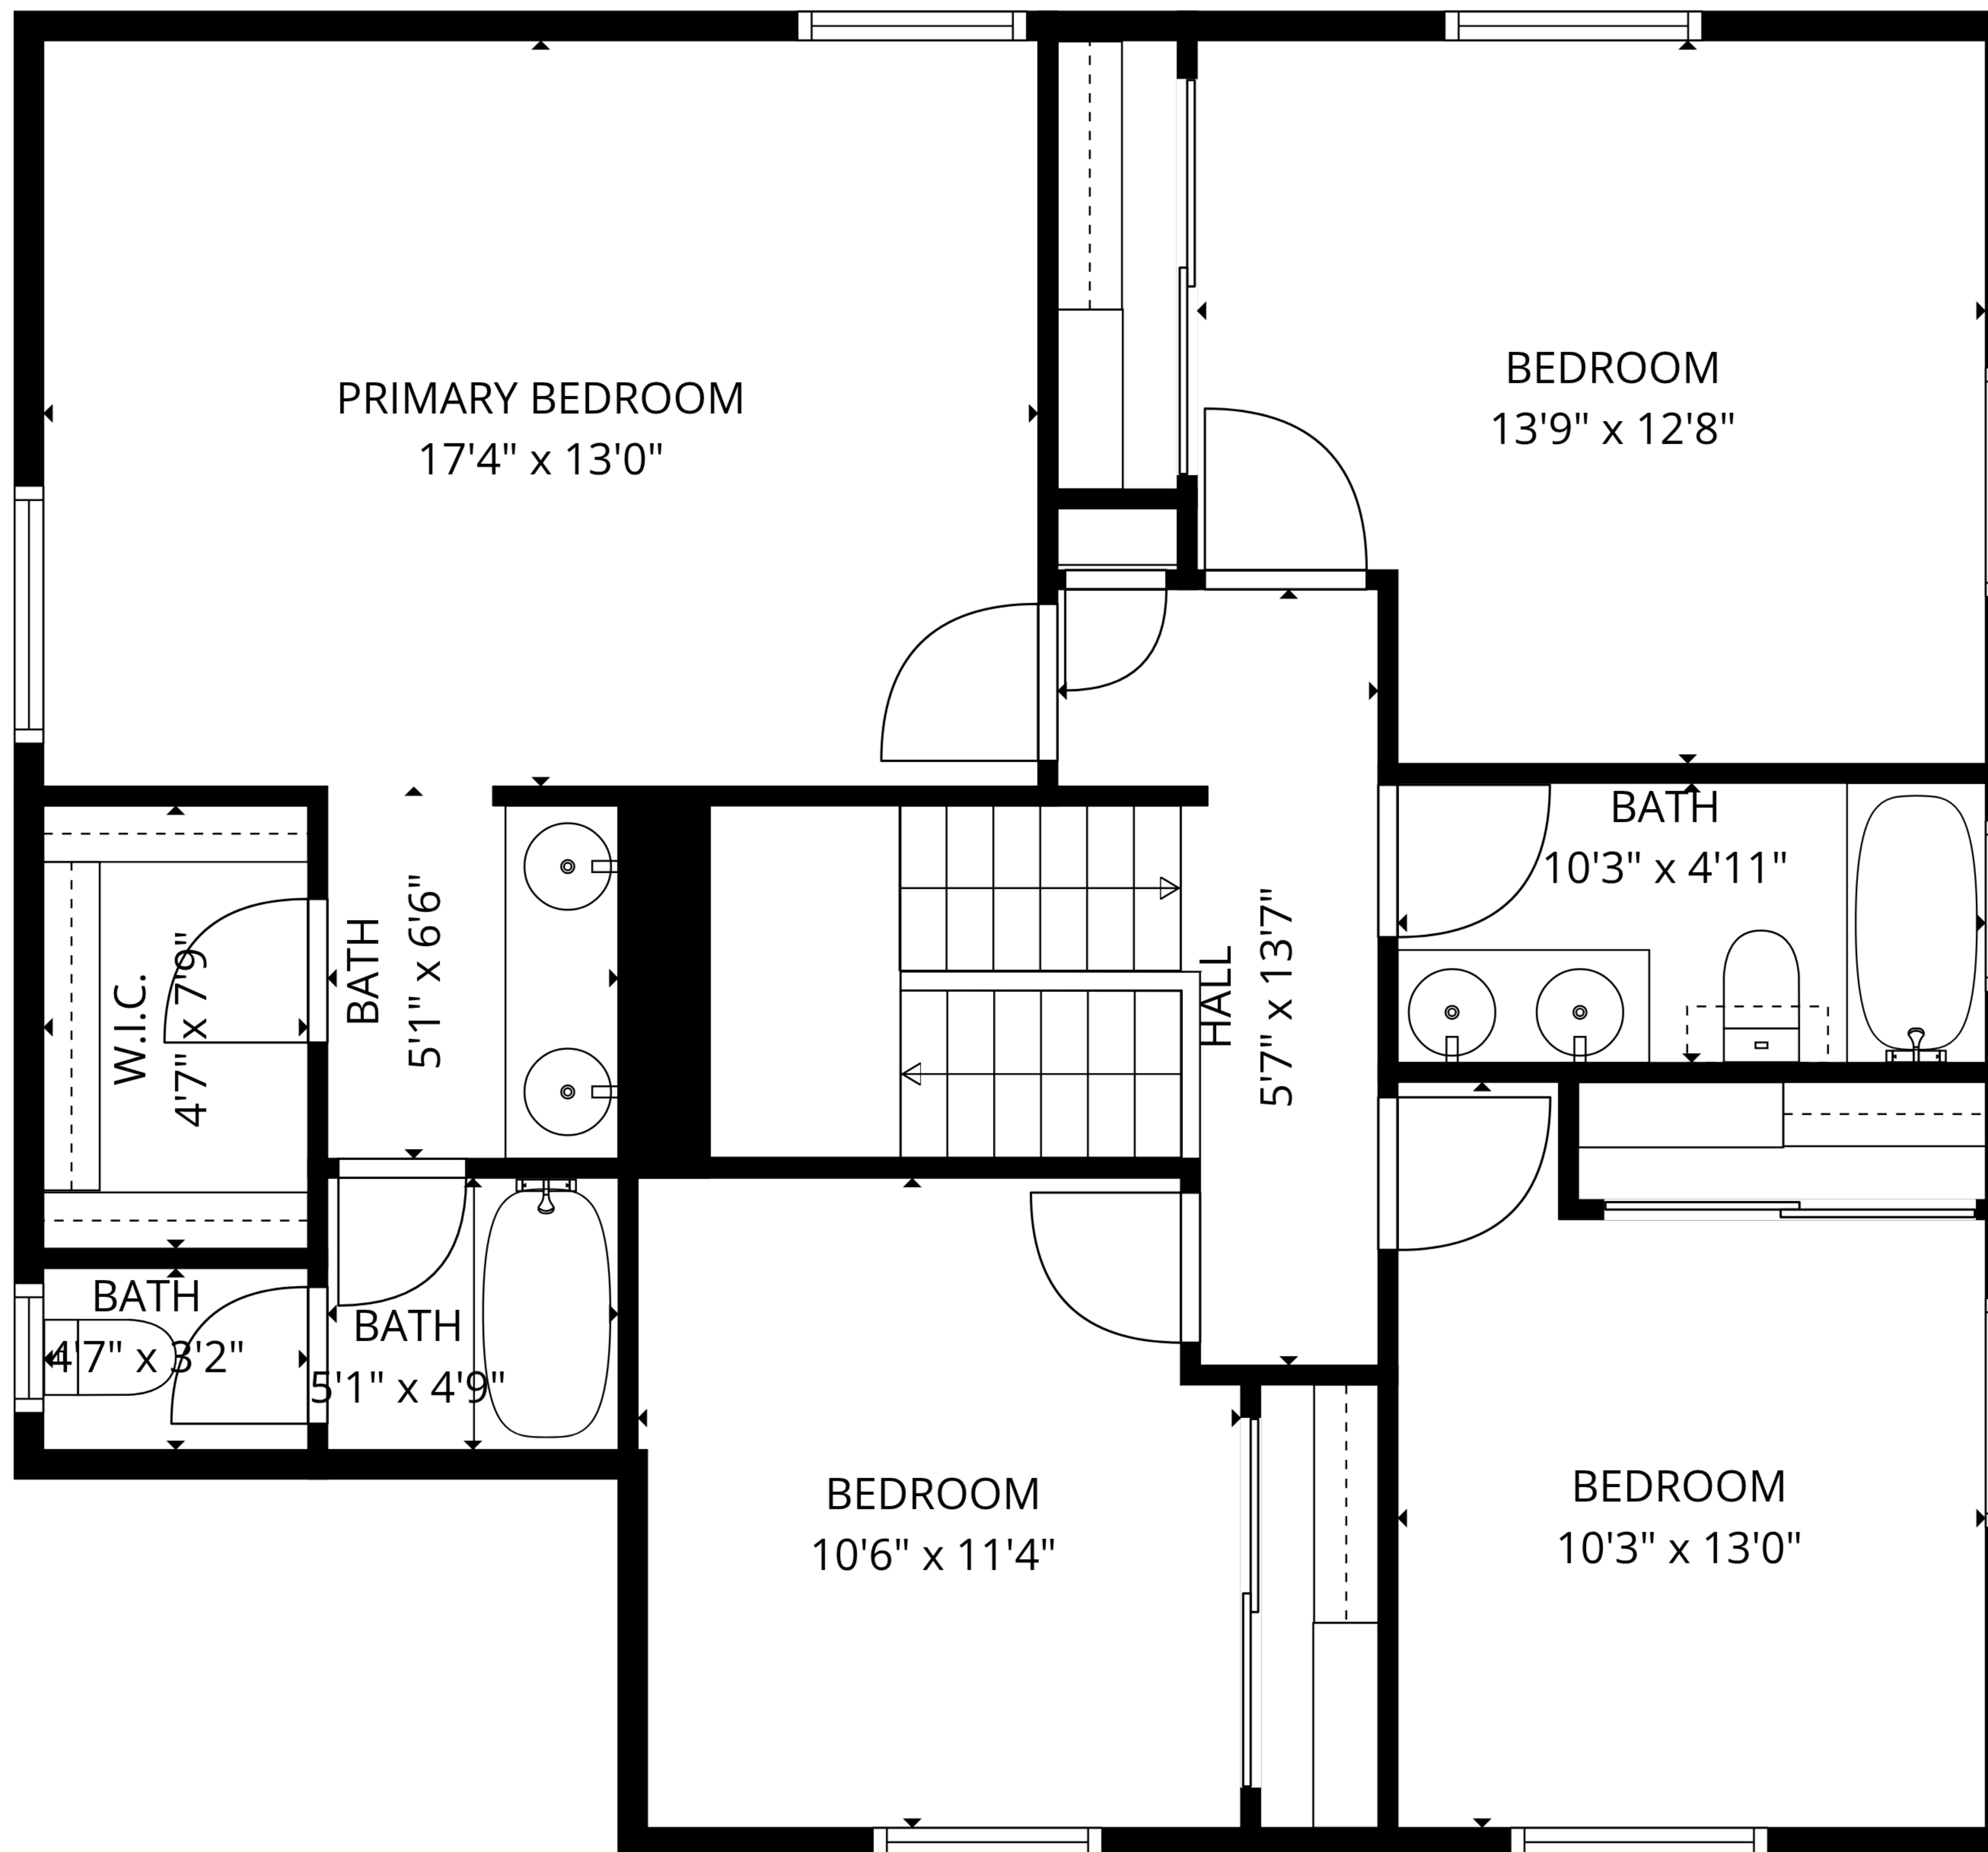 PRIMARY BEDROOM
17'4" x 13'0"
BEDROOM
13'9" x 12'8"
BATH
10'3" x 4'11"
W.I.C.
4'7" x 7'9"
BATH
5'1" x 6'6"
HALL
5'7" x 13'7"
BATH
4'7" x 3'2"
BATH
5'1" x 4'9"
BEDROOM
10'6" x 11'4"
BEDROOM
10'3" x 13'0"